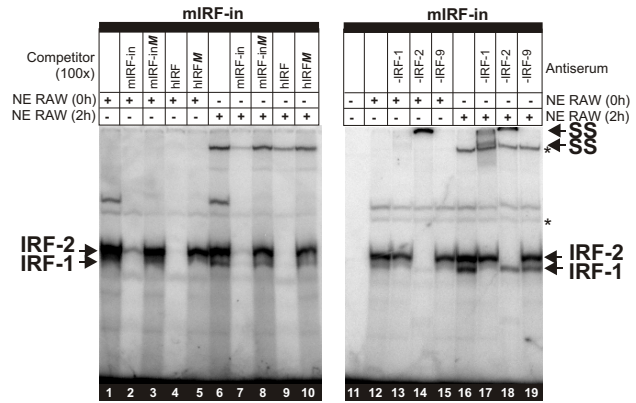 mIRF-in
Competitor
(100x)
mIRF-in
mIRF-inM
hIRF
hIRFM
mIRF-in
mIRF-inM
hIRF
hIRFM
NE RAW (0h) + + + + + - - - - -
NE RAW (2h) - - - - - + + + + +
IRF-2
IRF-1
1 2 3 4 5 6 7 8 9 10
mIRF-in
-IRF-1
-IRF-2
-IRF-9
-IRF-1
-IRF-2
-IRF-9
Antiserum
- + + + + - - - - NE RAW (0h)
- - - - - + + + + NE RAW (2h)
SS
SS
*
*
IRF-2
IRF-1
11 12 13 14 15 16 17 18 19